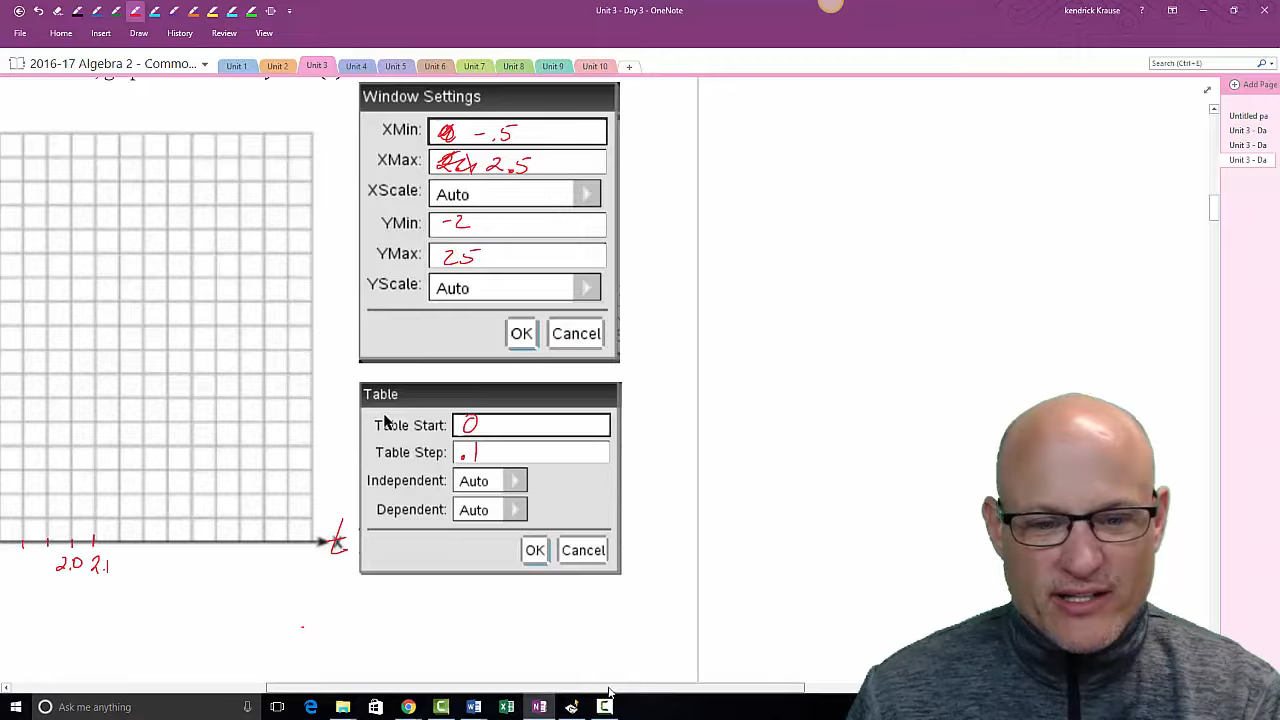 Unit 3 - Day 3 - OneNote
kendrick Krause
?
File Home Insert Draw History Review View
2016-17 Algebra 2 - Commo...
Unit 1 Unit 2 Unit 3 Unit 4 Unit 5 Unit 6 Unit 7 Unit 8 Unit 9 Unit 10 +
Search (Ctrl+E)
Add Page
Untitled pa
Unit 3 - Da
Unit 3 - Da
Unit 3 - Da
Window Settings
XMin: -.5
XMax: 2.5
XScale: Auto
YMin: -2
YMax: 25
YScale: Auto
OK Cancel
Table
Table Start: 0
Table Step: .1
Independent: Auto
Dependent: Auto
OK Cancel
2.0 2.1
t
Ask me anything